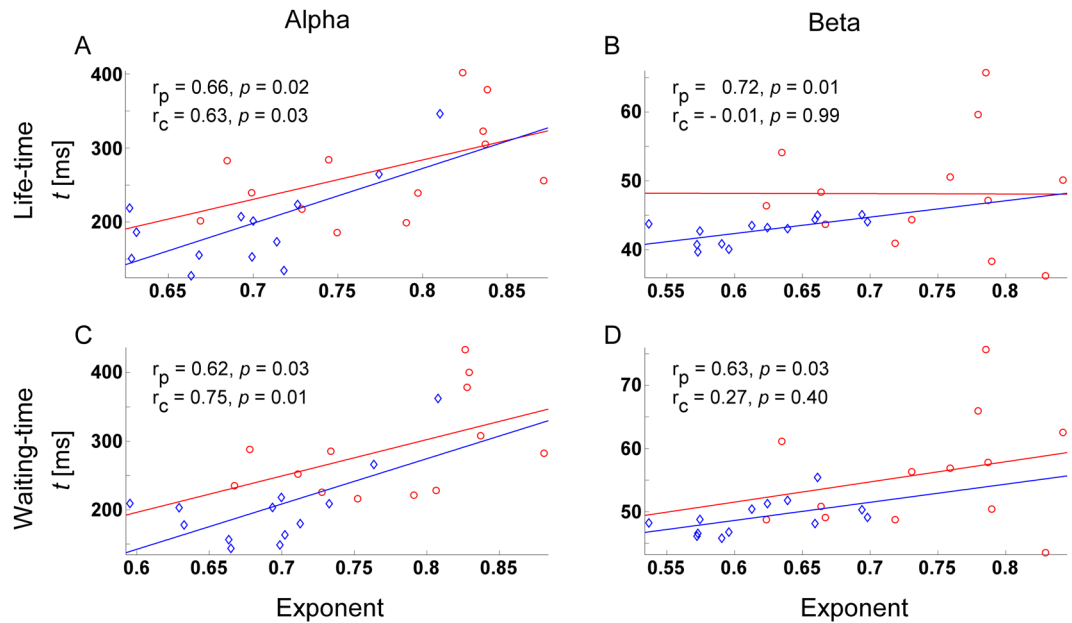 Alpha
Beta
A
B
Life-time
t [ms]
r_p = 0.66, p = 0.02
r_c = 0.63, p = 0.03
400
300
200
0.65
0.7
0.75
0.8
0.85
r_p = 0.72, p = 0.01
r_c = - 0.01, p = 0.99
60
50
40
0.55
0.6
0.65
0.7
0.75
0.8
C
D
Waiting-time
t [ms]
r_p = 0.62, p = 0.03
r_c = 0.75, p = 0.01
400
300
200
0.6
0.65
0.7
0.75
0.8
0.85
r_p = 0.63, p = 0.03
r_c = 0.27, p = 0.40
70
60
50
0.55
0.6
0.65
0.7
0.75
0.8
Exponent
Exponent